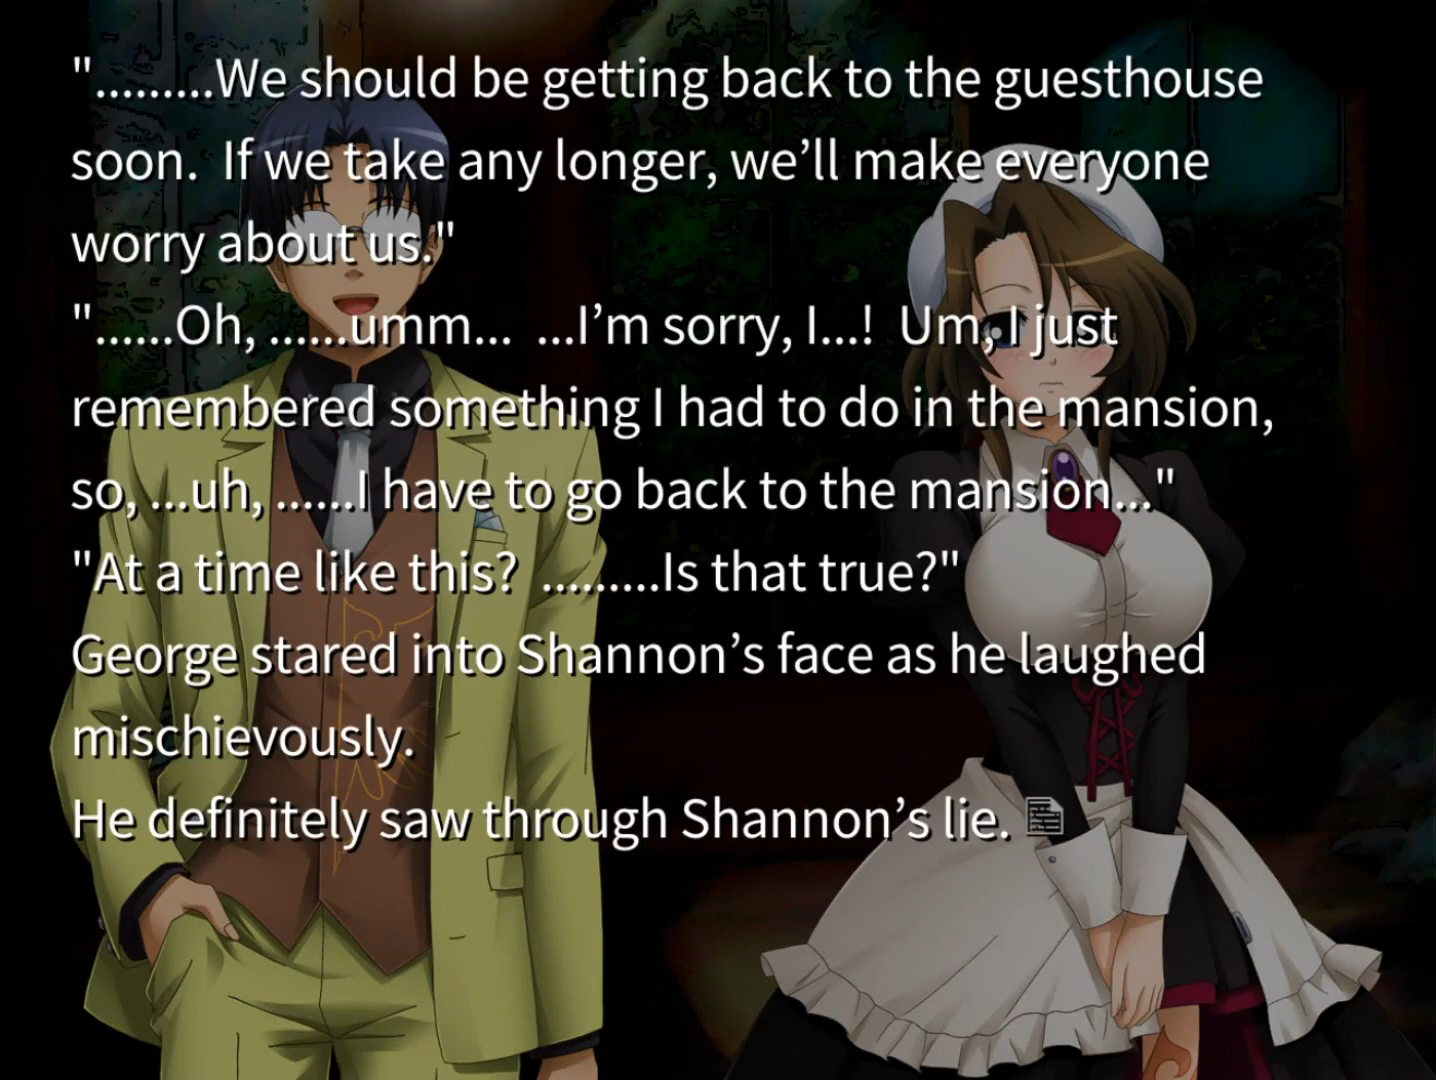 ".........We should be getting back to the guesthouse
soon.  If we take any longer, we’ll make everyone
worry about us."
"......Oh, ......umm...  ...I’m sorry, I...!  Um, I just
remembered something I had to do in the mansion,
so, ...uh, ......I have to go back to the mansion..."
"At a time like this?  .........Is that true?"
George stared into Shannon’s face as he laughed
mischievously.
He definitely saw through Shannon’s lie.